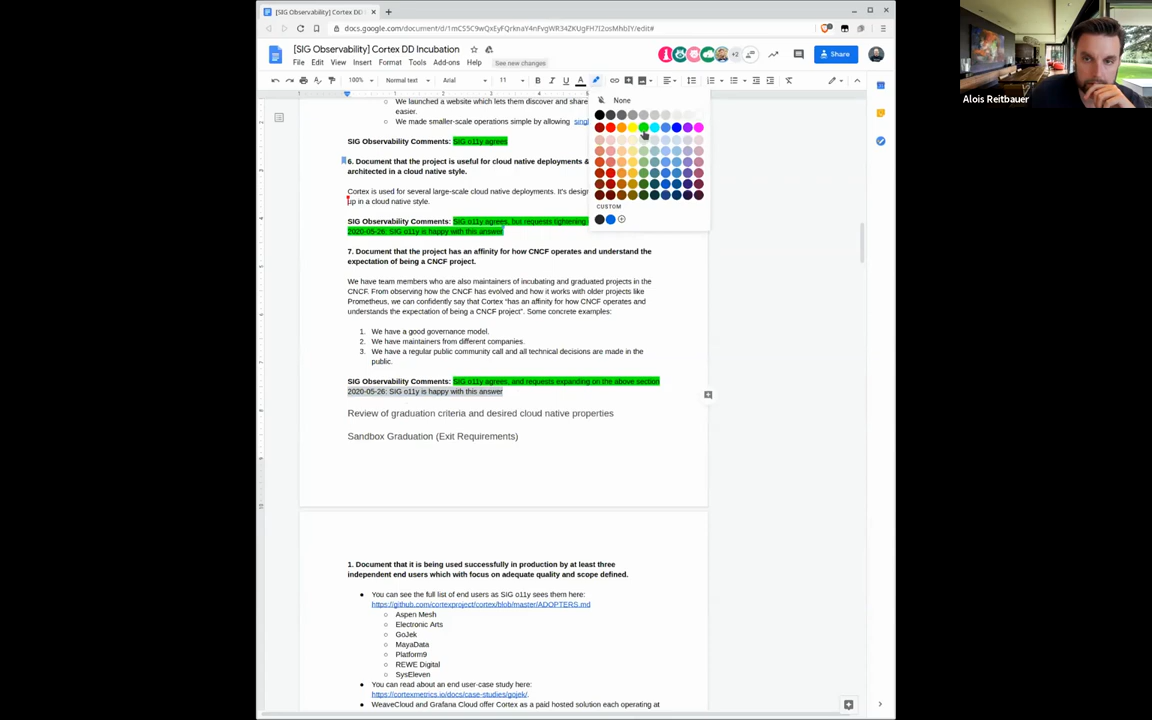 [SIG Observability] Cortex DD Incubation
docs.google.com/document/d/1mCS5C9wQxEyFQrknaY4nFvgWR34ZKUgFH7I2osMhbIY/edit#
[SIG Observability] Cortex DD Incubation
File Edit View Insert Format Tools Add-ons Help See new changes
+2
Share
100% Normal text Arial 11
None
We launched a website which lets them discover and share
easier.
We made smaller-scale operations simple by allowing singl
SIG Observability Comments: SIG o11y agrees
6. Document that the project is useful for cloud native deployments &
architected in a cloud native style.
Cortex is used for several large-scale cloud native deployments. It's design
up in a cloud native style.
CUSTOM
SIG Observability Comments: SIG o11y agrees, but requests tightening
2020-05-26: SIG o11y is happy with this answer
7. Document that the project has an affinity for how CNCF operates and understand the
expectation of being a CNCF project.
We have team members who are also maintainers of incubating and graduated projects in the
CNCF. From observing how the CNCF has evolved and how it works with older projects like
Prometheus, we can confidently say that Cortex "has an affinity for how CNCF operates and
understands the expectation of being a CNCF project". Some concrete examples:
1. We have a good governance model.
2. We have maintainers from different companies.
3. We have a regular public community call and all technical decisions are made in the
public.
SIG Observability Comments: SIG o11y agrees, and requests expanding on the above section
2020-05-26: SIG o11y is happy with this answer
Review of graduation criteria and desired cloud native properties
Sandbox Graduation (Exit Requirements)
1. Document that it is being used successfully in production by at least three
independent end users which with focus on adequate quality and scope defined.
You can see the full list of end users as SIG o11y sees them here:
https://github.com/cortexproject/cortex/blob/master/ADOPTERS.md
Aspen Mesh
Electronic Arts
GoJek
MayaData
Platform9
REWE Digital
SysEleven
You can read about an end user-case study here:
https://cortexmetrics.io/docs/case-studies/gojek/.
WeaveCloud and Grafana Cloud offer Cortex as a paid hosted solution each operating at
Alois Reitbauer